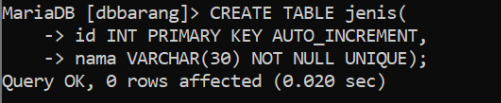 MariaDB [dbbarang]> CREATE TABLE jenis(
    -> id INT PRIMARY KEY AUTO_INCREMENT,
    -> nama VARCHAR(30) NOT NULL UNIQUE);
Query OK, 0 rows affected (0.020 sec)